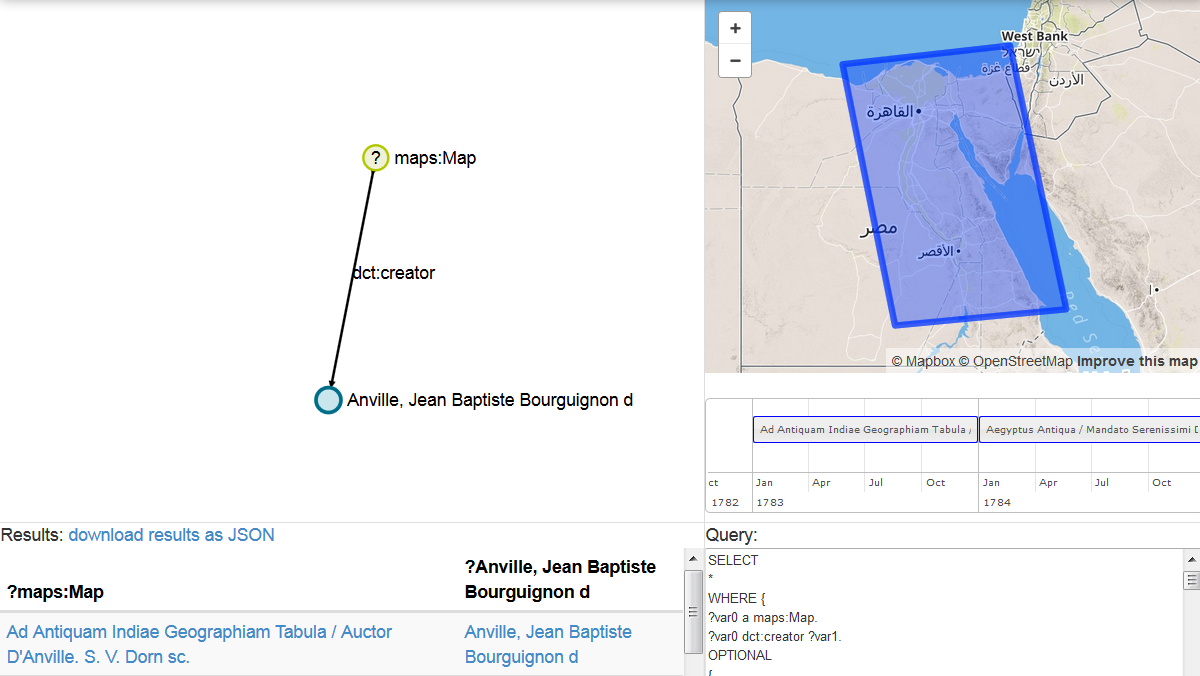 ? maps:Map
dct:creator
Anville, Jean Baptiste Bourguignon d
+
−
West Bank
ישראל
قطاع غزة
الأردن
القاهرة
مصر
الأقصر
Red Se
© Mapbox © OpenStreetMap Improve this map
Ad Antiquam Indiae Geographiam Tabula /
Aegyptus Antiqua / Mandato Serenissimi D
ct Jan Apr Jul Oct Jan Apr Jul Oct
1782 1783 1784
Results: download results as JSON
?maps:Map
?Anville, Jean Baptiste
Bourguignon d
Ad Antiquam Indiae Geographiam Tabula / Auctor
D'Anville. S. V. Dorn sc.
Anville, Jean Baptiste
Bourguignon d
Query:
SELECT
*
WHERE {
?var0 a maps:Map.
?var0 dct:creator ?var1.
OPTIONAL
{